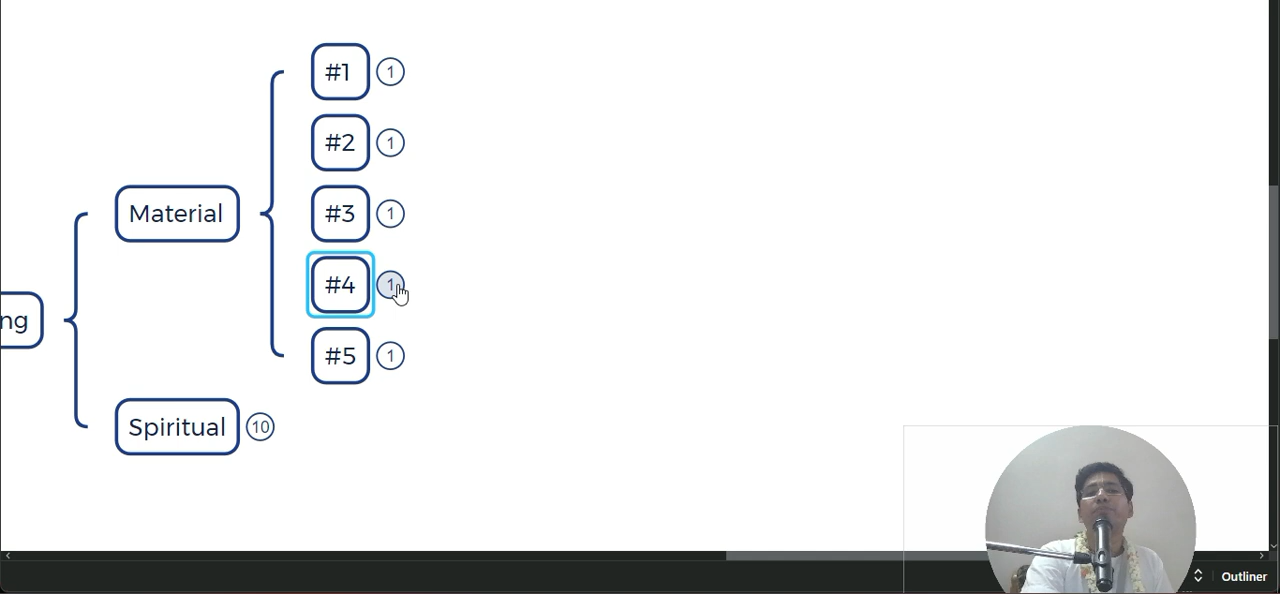 #1 1
#2 1
Material #3 1
#4 1
ng
#5 1
Spiritual 10
Outliner